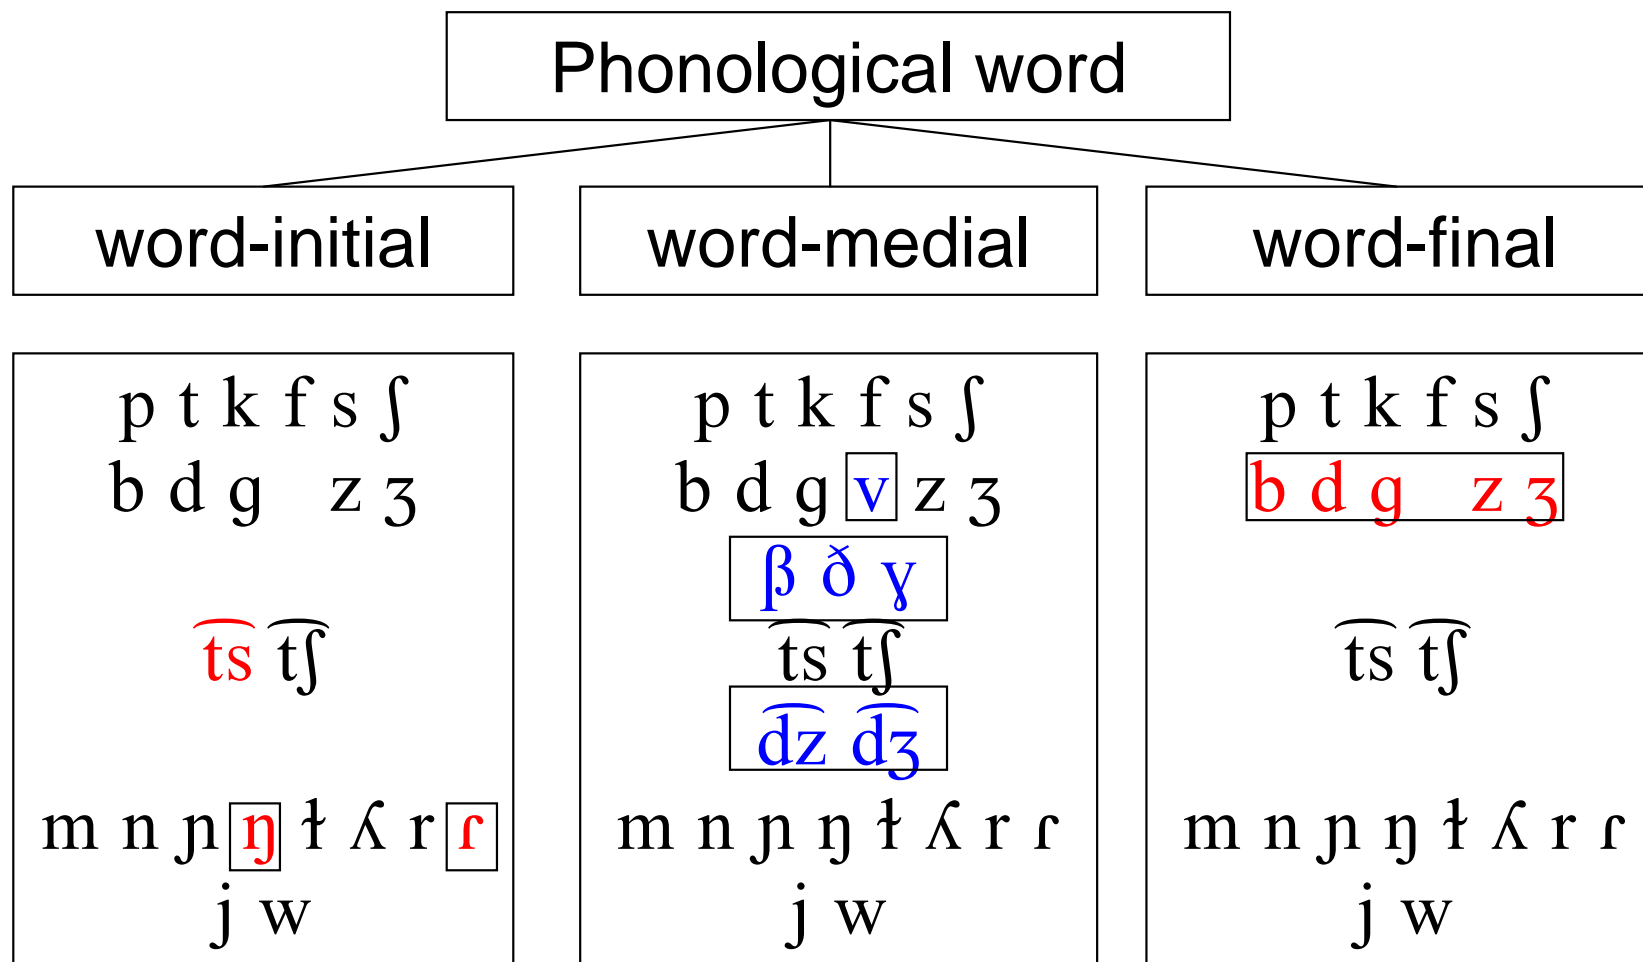 Phonological word
word-initial
word-medial
word-final
p t k f s ʃ
b d ɡ z ʒ
t͡s t͡ʃ
m n ɲ ŋ ɫ ʎ r ɾ
j w
p t k f s ʃ
b d ɡ v z ʒ
β ð ɣ
t͡s t͡ʃ
d͡z d͡ʒ
m n ɲ ŋ ɫ ʎ r ɾ
j w
p t k f s ʃ
b d ɡ z ʒ
t͡s t͡ʃ
m n ɲ ŋ ɫ ʎ r ɾ
j w